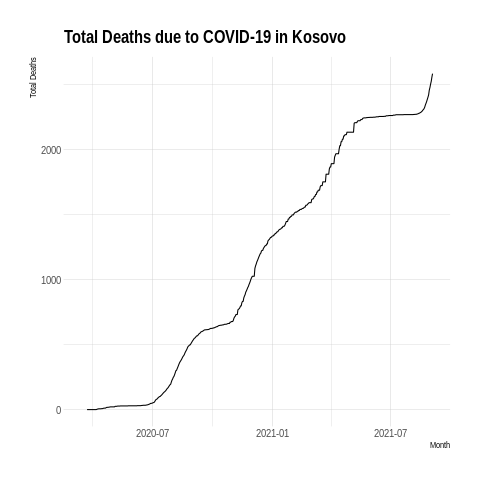 Total Deaths due to COVID-19 in Kosovo
Total Deaths
2000
1000
0
2020-07
2021-01
2021-07
Month